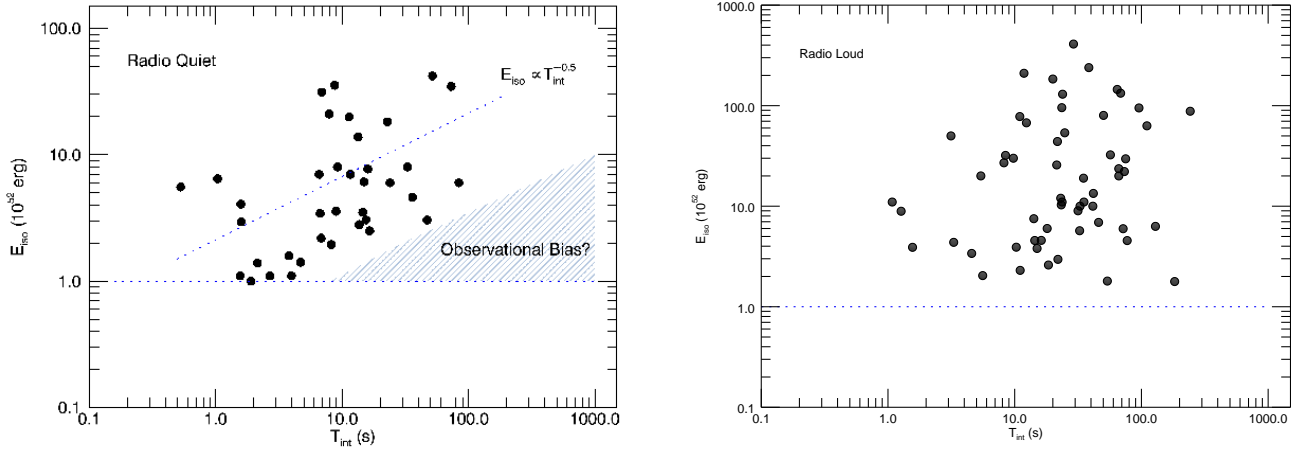 Radio Quiet
E_iso ∝ T_int^−0.5
Observational Bias?
100.0
10.0
1.0
0.1
E_iso (10^52 erg)
0.1
1.0
10.0
100.0
1000.0
T_int (s)
Radio Loud
1000.0
100.0
10.0
1.0
0.1
E_iso (10^52 erg)
0.1
1.0
10.0
100.0
1000.0
T_int (s)